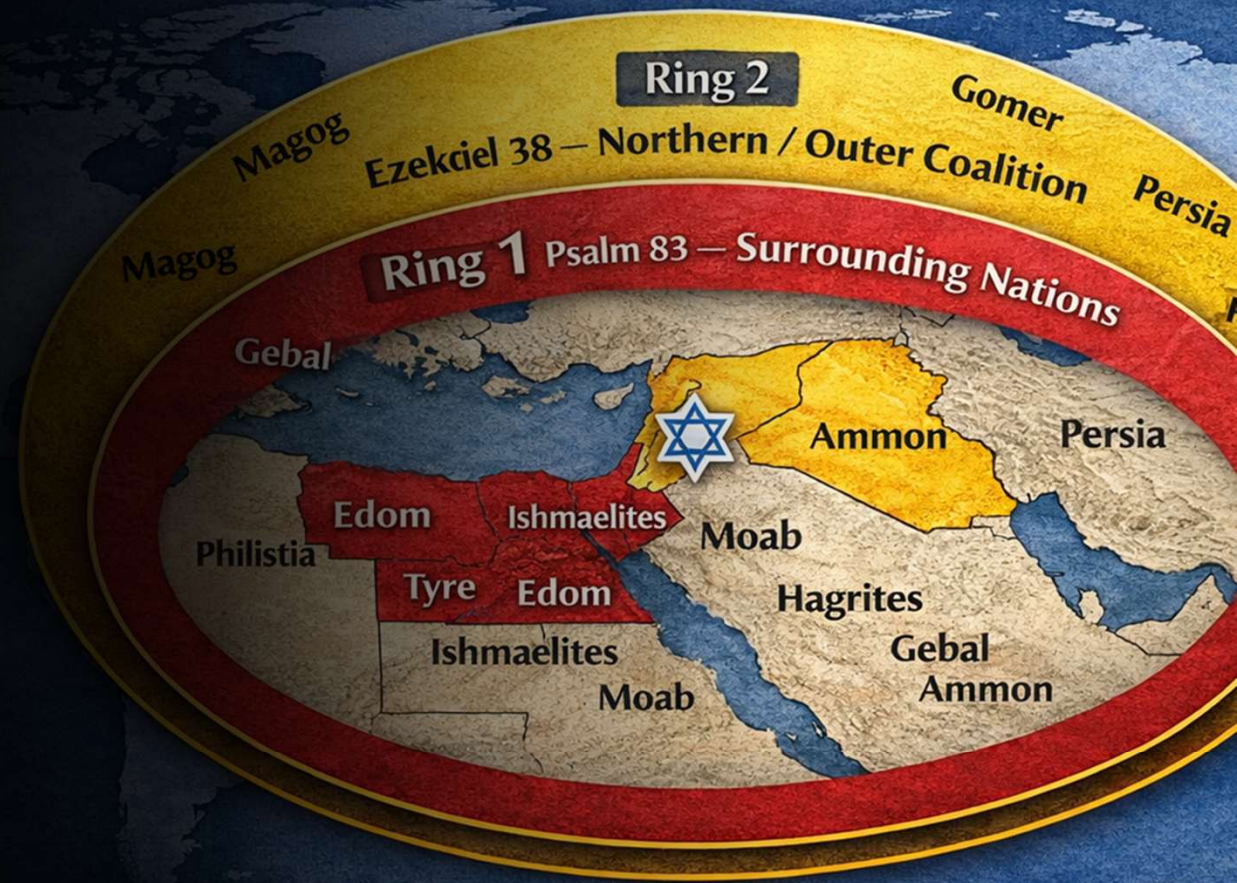 Ring 2
Gomer
Magog
Ezekciel 38 – Northern / Outer Coalition
Persia
Magog
Ring 1 Psalm 83 – Surrounding Nations
Gebal
Ammon
Persia
Edom
Ishmaelites
Moab
Philistia
Tyre
Edom
Hagrites
Ishmaelites
Gebal
Moab
Ammon